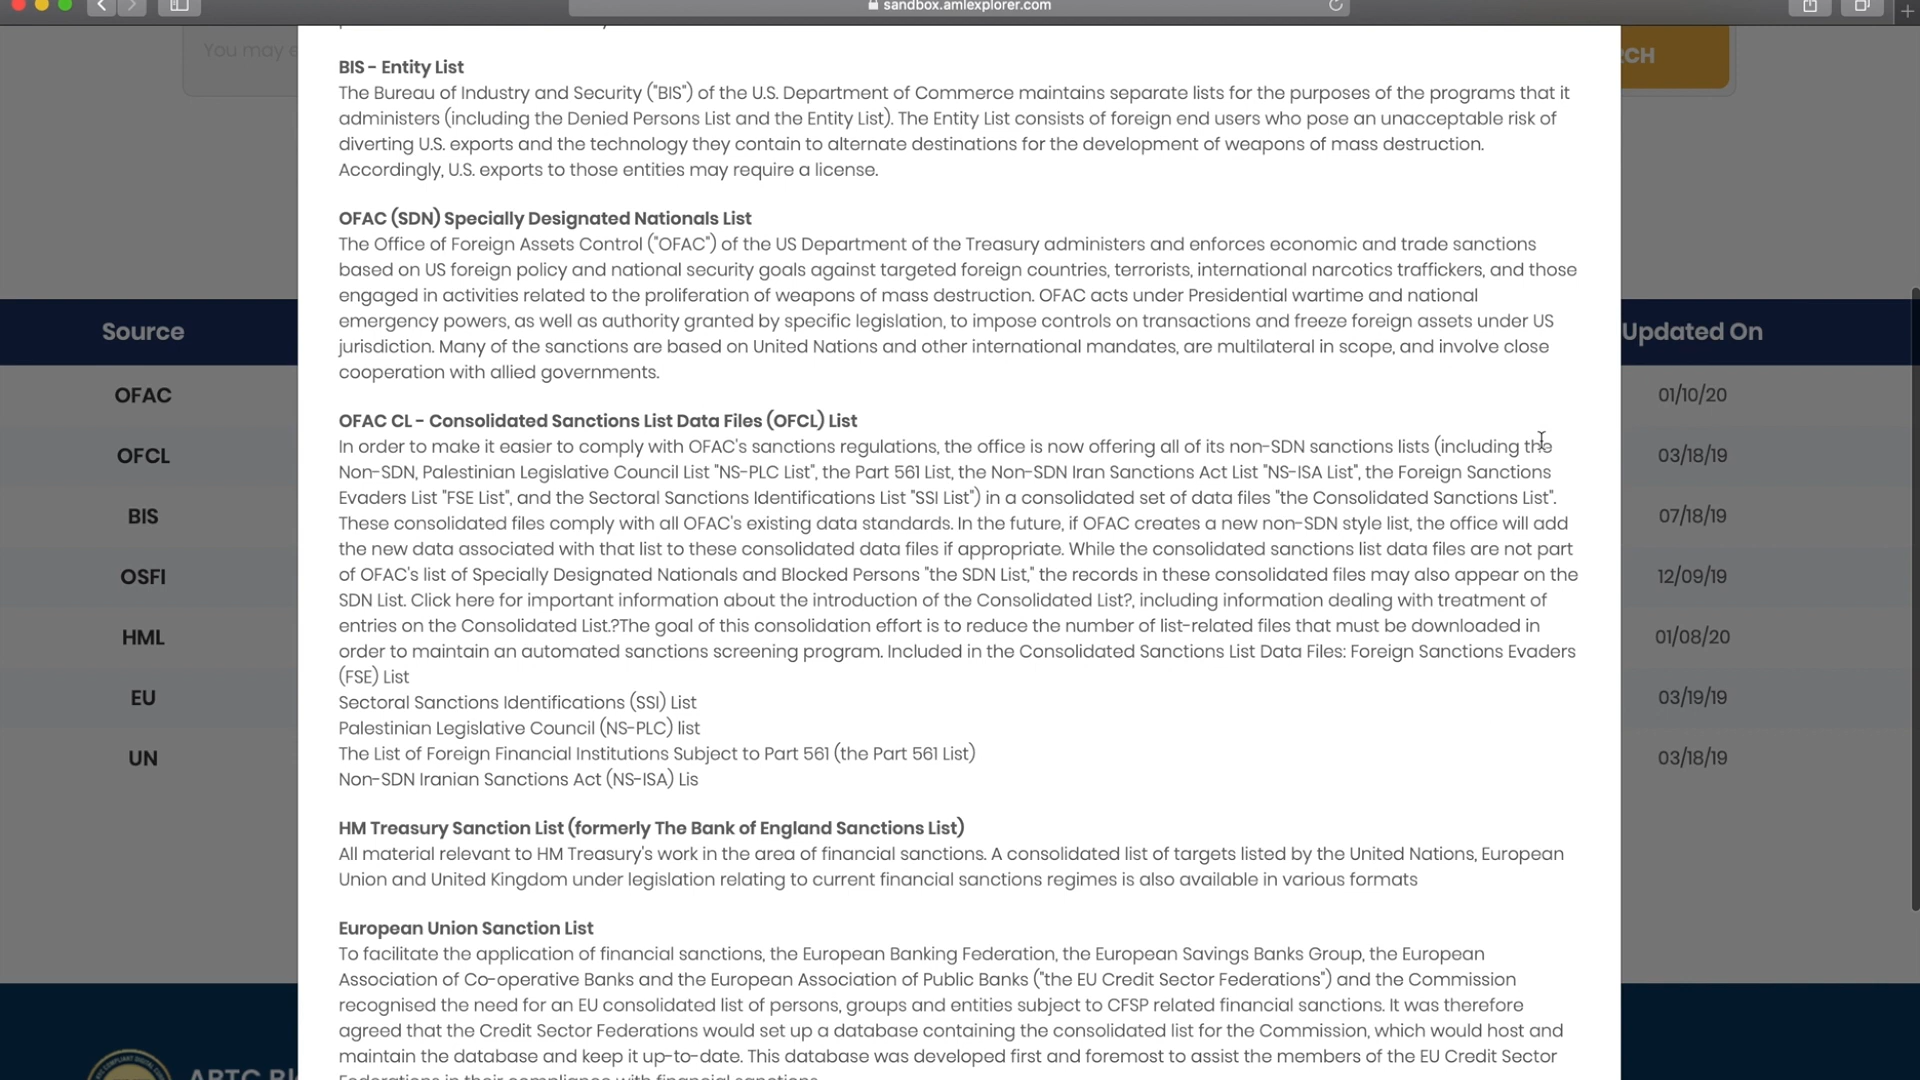 sandbox.amlexplorer.com
You may e
CH
BIS - Entity List
The Bureau of Industry and Security ("BIS") of the U.S. Department of Commerce maintains separate lists for the purposes of the programs that it
administers (including the Denied Persons List and the Entity List). The Entity List consists of foreign end users who pose an unacceptable risk of
diverting U.S. exports and the technology they contain to alternate destinations for the development of weapons of mass destruction.
Accordingly, U.S. exports to those entities may require a license.
OFAC (SDN) Specially Designated Nationals List
The Office of Foreign Assets Control ("OFAC") of the US Department of the Treasury administers and enforces economic and trade sanctions
based on US foreign policy and national security goals against targeted foreign countries, terrorists, international narcotics traffickers, and those
engaged in activities related to the proliferation of weapons of mass destruction. OFAC acts under Presidential wartime and national
emergency powers, as well as authority granted by specific legislation, to impose controls on transactions and freeze foreign assets under US
jurisdiction. Many of the sanctions are based on United Nations and other international mandates, are multilateral in scope, and involve close
cooperation with allied governments.
OFAC CL - Consolidated Sanctions List Data Files (OFCL) List
In order to make it easier to comply with OFAC's sanctions regulations, the office is now offering all of its non-SDN sanctions lists (including the
Non-SDN, Palestinian Legislative Council List "NS-PLC List", the Part 561 List, the Non-SDN Iran Sanctions Act List "NS-ISA List", the Foreign Sanctions
Evaders List "FSE List", and the Sectoral Sanctions Identifications List "SSI List") in a consolidated set of data files "the Consolidated Sanctions List".
These consolidated files comply with all OFAC's existing data standards. In the future, if OFAC creates a new non-SDN style list, the office will add
the new data associated with that list to these consolidated data files if appropriate. While the consolidated sanctions list data files are not part
of OFAC's list of Specially Designated Nationals and Blocked Persons "the SDN List," the records in these consolidated files may also appear on the
SDN List. Click here for important information about the introduction of the Consolidated List?, including information dealing with treatment of
entries on the Consolidated List.?The goal of this consolidation effort is to reduce the number of list-related files that must be downloaded in
order to maintain an automated sanctions screening program. Included in the Consolidated Sanctions List Data Files: Foreign Sanctions Evaders
(FSE) List
Sectoral Sanctions Identifications (SSI) List
Palestinian Legislative Council (NS-PLC) list
The List of Foreign Financial Institutions Subject to Part 561 (the Part 561 List)
Non-SDN Iranian Sanctions Act (NS-ISA) Lis
HM Treasury Sanction List (formerly The Bank of England Sanctions List)
All material relevant to HM Treasury's work in the area of financial sanctions. A consolidated list of targets listed by the United Nations, European
Union and United Kingdom under legislation relating to current financial sanctions regimes is also available in various formats
European Union Sanction List
To facilitate the application of financial sanctions, the European Banking Federation, the European Savings Banks Group, the European
Association of Co-operative Banks and the European Association of Public Banks ("the EU Credit Sector Federations") and the Commission
recognised the need for an EU consolidated list of persons, groups and entities subject to CFSP related financial sanctions. It was therefore
agreed that the Credit Sector Federations would set up a database containing the consolidated list for the Commission, which would host and
maintain the database and keep it up-to-date. This database was developed first and foremost to assist the members of the EU Credit Sector
Federations in their compliance with financial sanctions.
Source Updated On
OFAC 01/10/20
OFCL 03/18/19
BIS 07/18/19
OSFI 12/09/19
HML 01/08/20
EU 03/19/19
UN 03/18/19